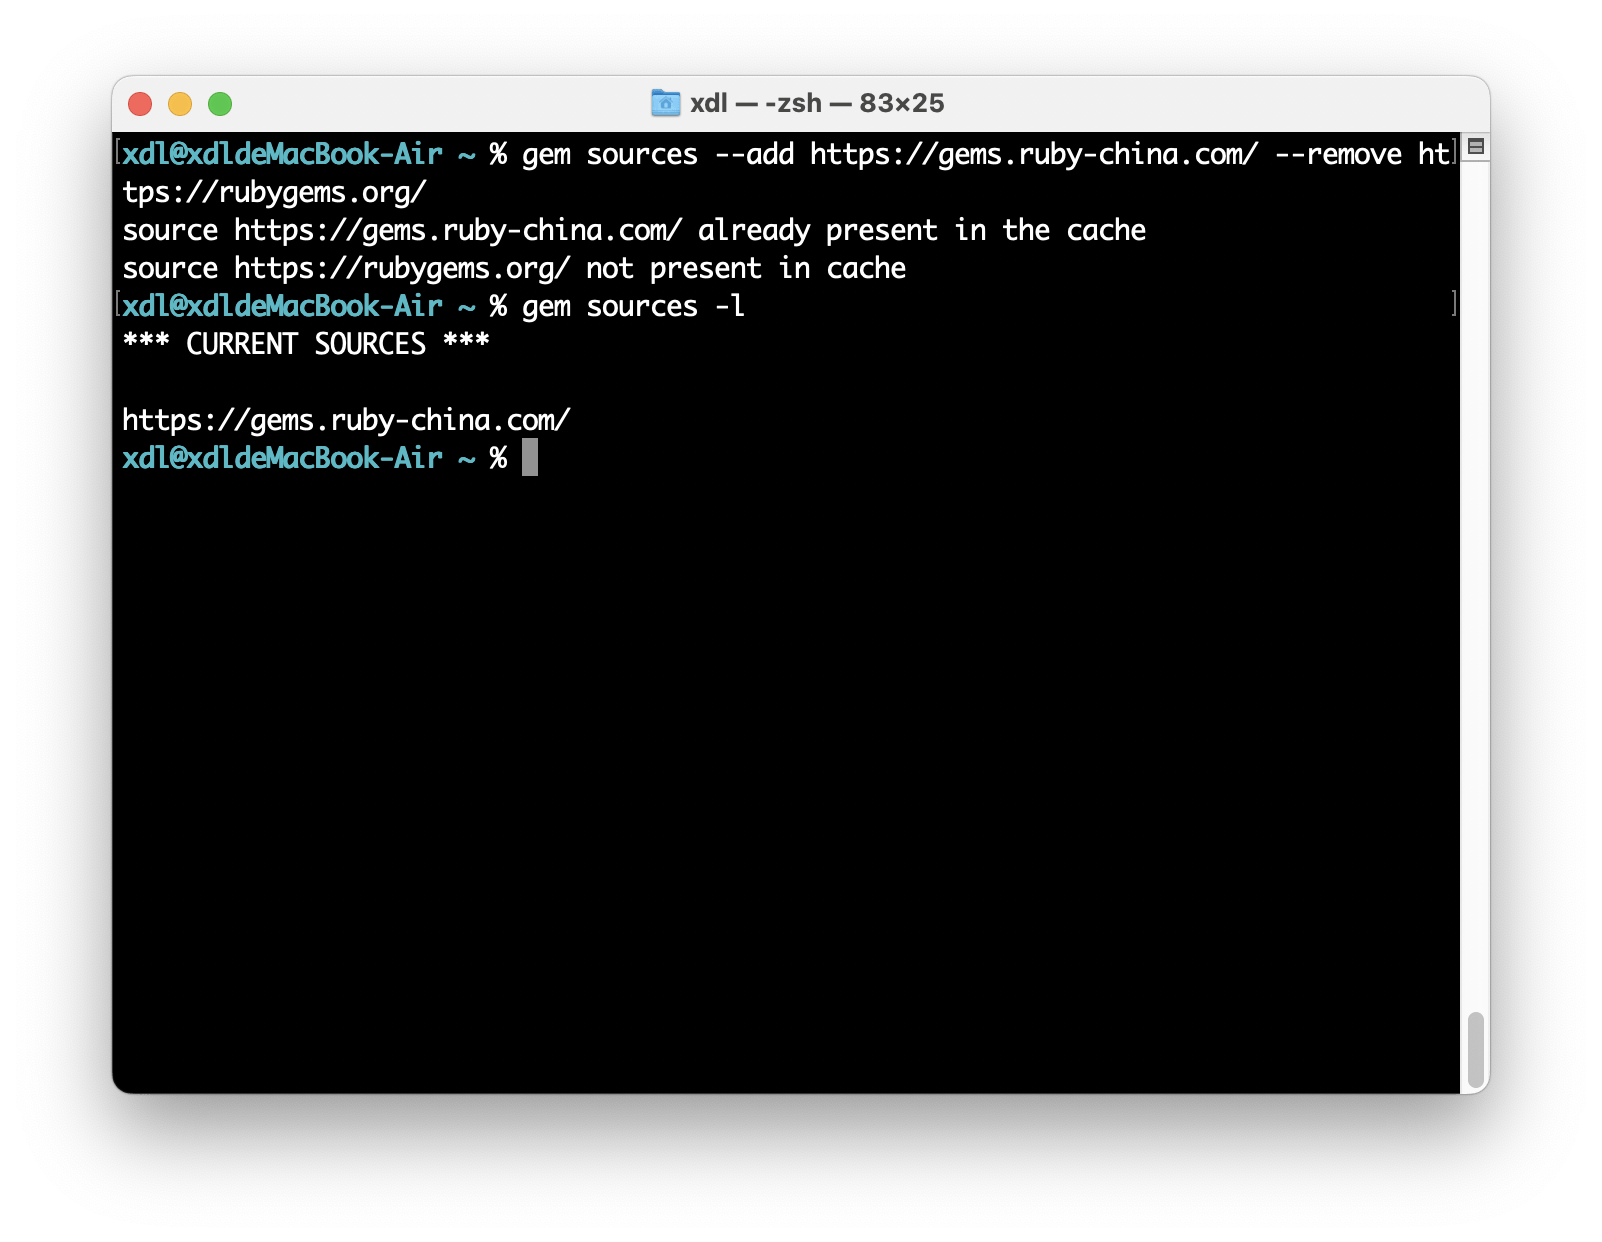 xdl — -zsh — 83×25
xdl@xdldeMacBook-Air ~ % gem sources --add https://gems.ruby-china.com/ --remove ht
tps://rubygems.org/
source https://gems.ruby-china.com/ already present in the cache
source https://rubygems.org/ not present in cache
xdl@xdldeMacBook-Air ~ % gem sources -l
*** CURRENT SOURCES ***
https://gems.ruby-china.com/
xdl@xdldeMacBook-Air ~ %